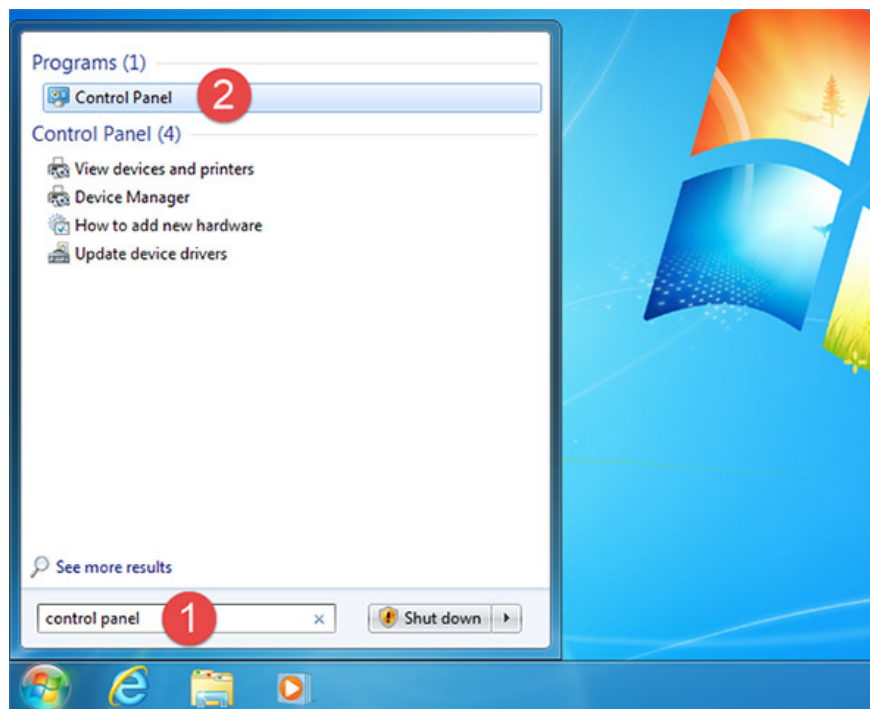 Programs (1)
Control Panel 2
Control Panel (4)
View devices and printers
Device Manager
How to add new hardware
Update device drivers
See more results
control panel 1 × Shut down